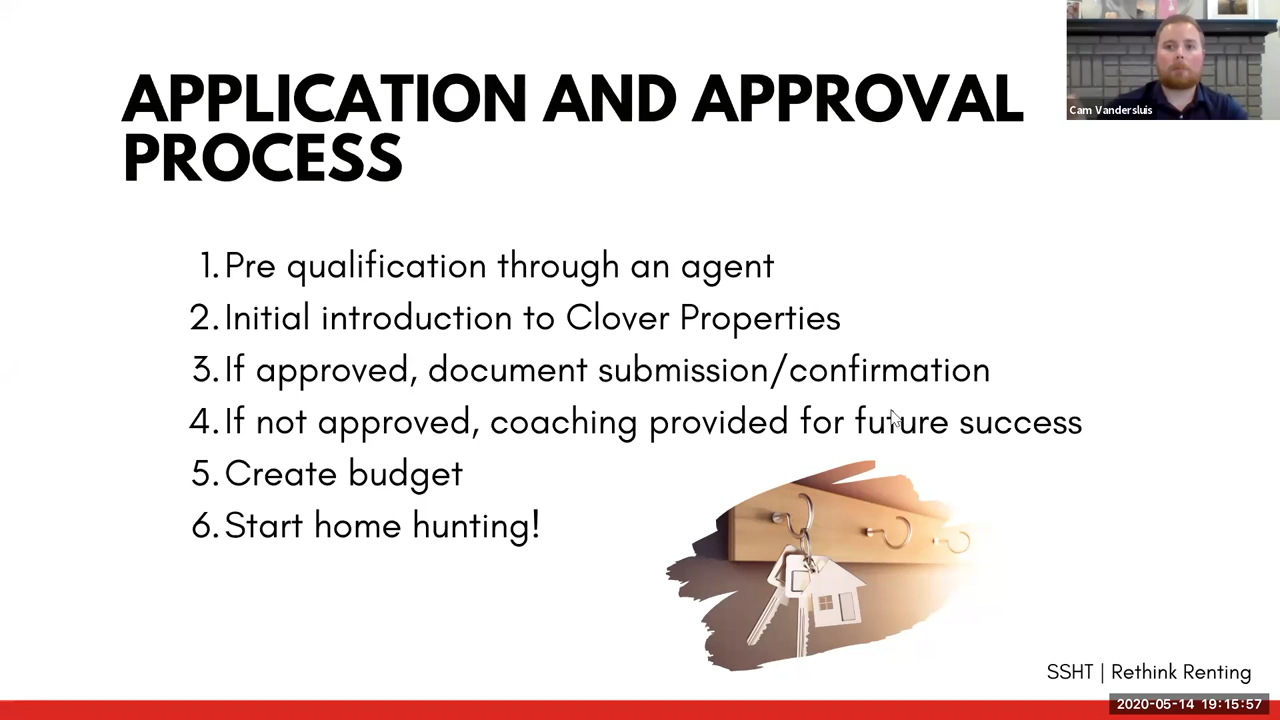 Cam Vandersluis
APPLICATION AND APPROVAL
PROCESS
1. Pre qualification through an agent
2. Initial introduction to Clover Properties
3. If approved, document submission/confirmation
4. If not approved, coaching provided for future success
5. Create budget
6. Start home hunting!
SSHT | Rethink Renting
2020-05-14 19:15:57